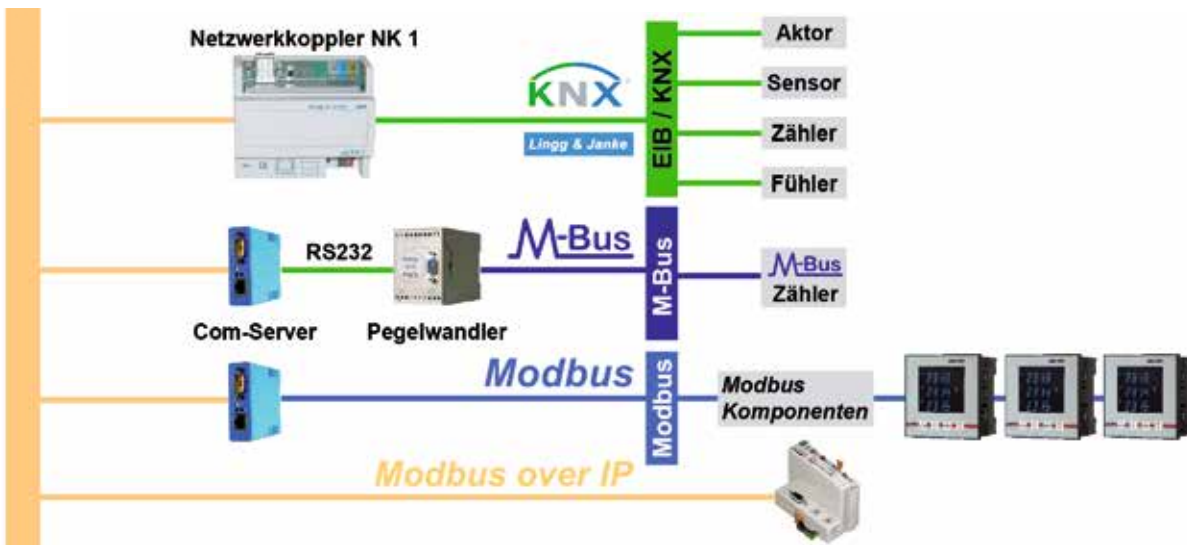 Netzwerkkoppler NK 1
KNX
Lingg & Janke
EIB / KNX
Aktor
Sensor
Zähler
Fühler
RS232
M-Bus
M-Bus
M-Bus
Zähler
Com-Server
Pegelwandler
Modbus
Modbus
Modbus
Komponenten
Modbus over IP